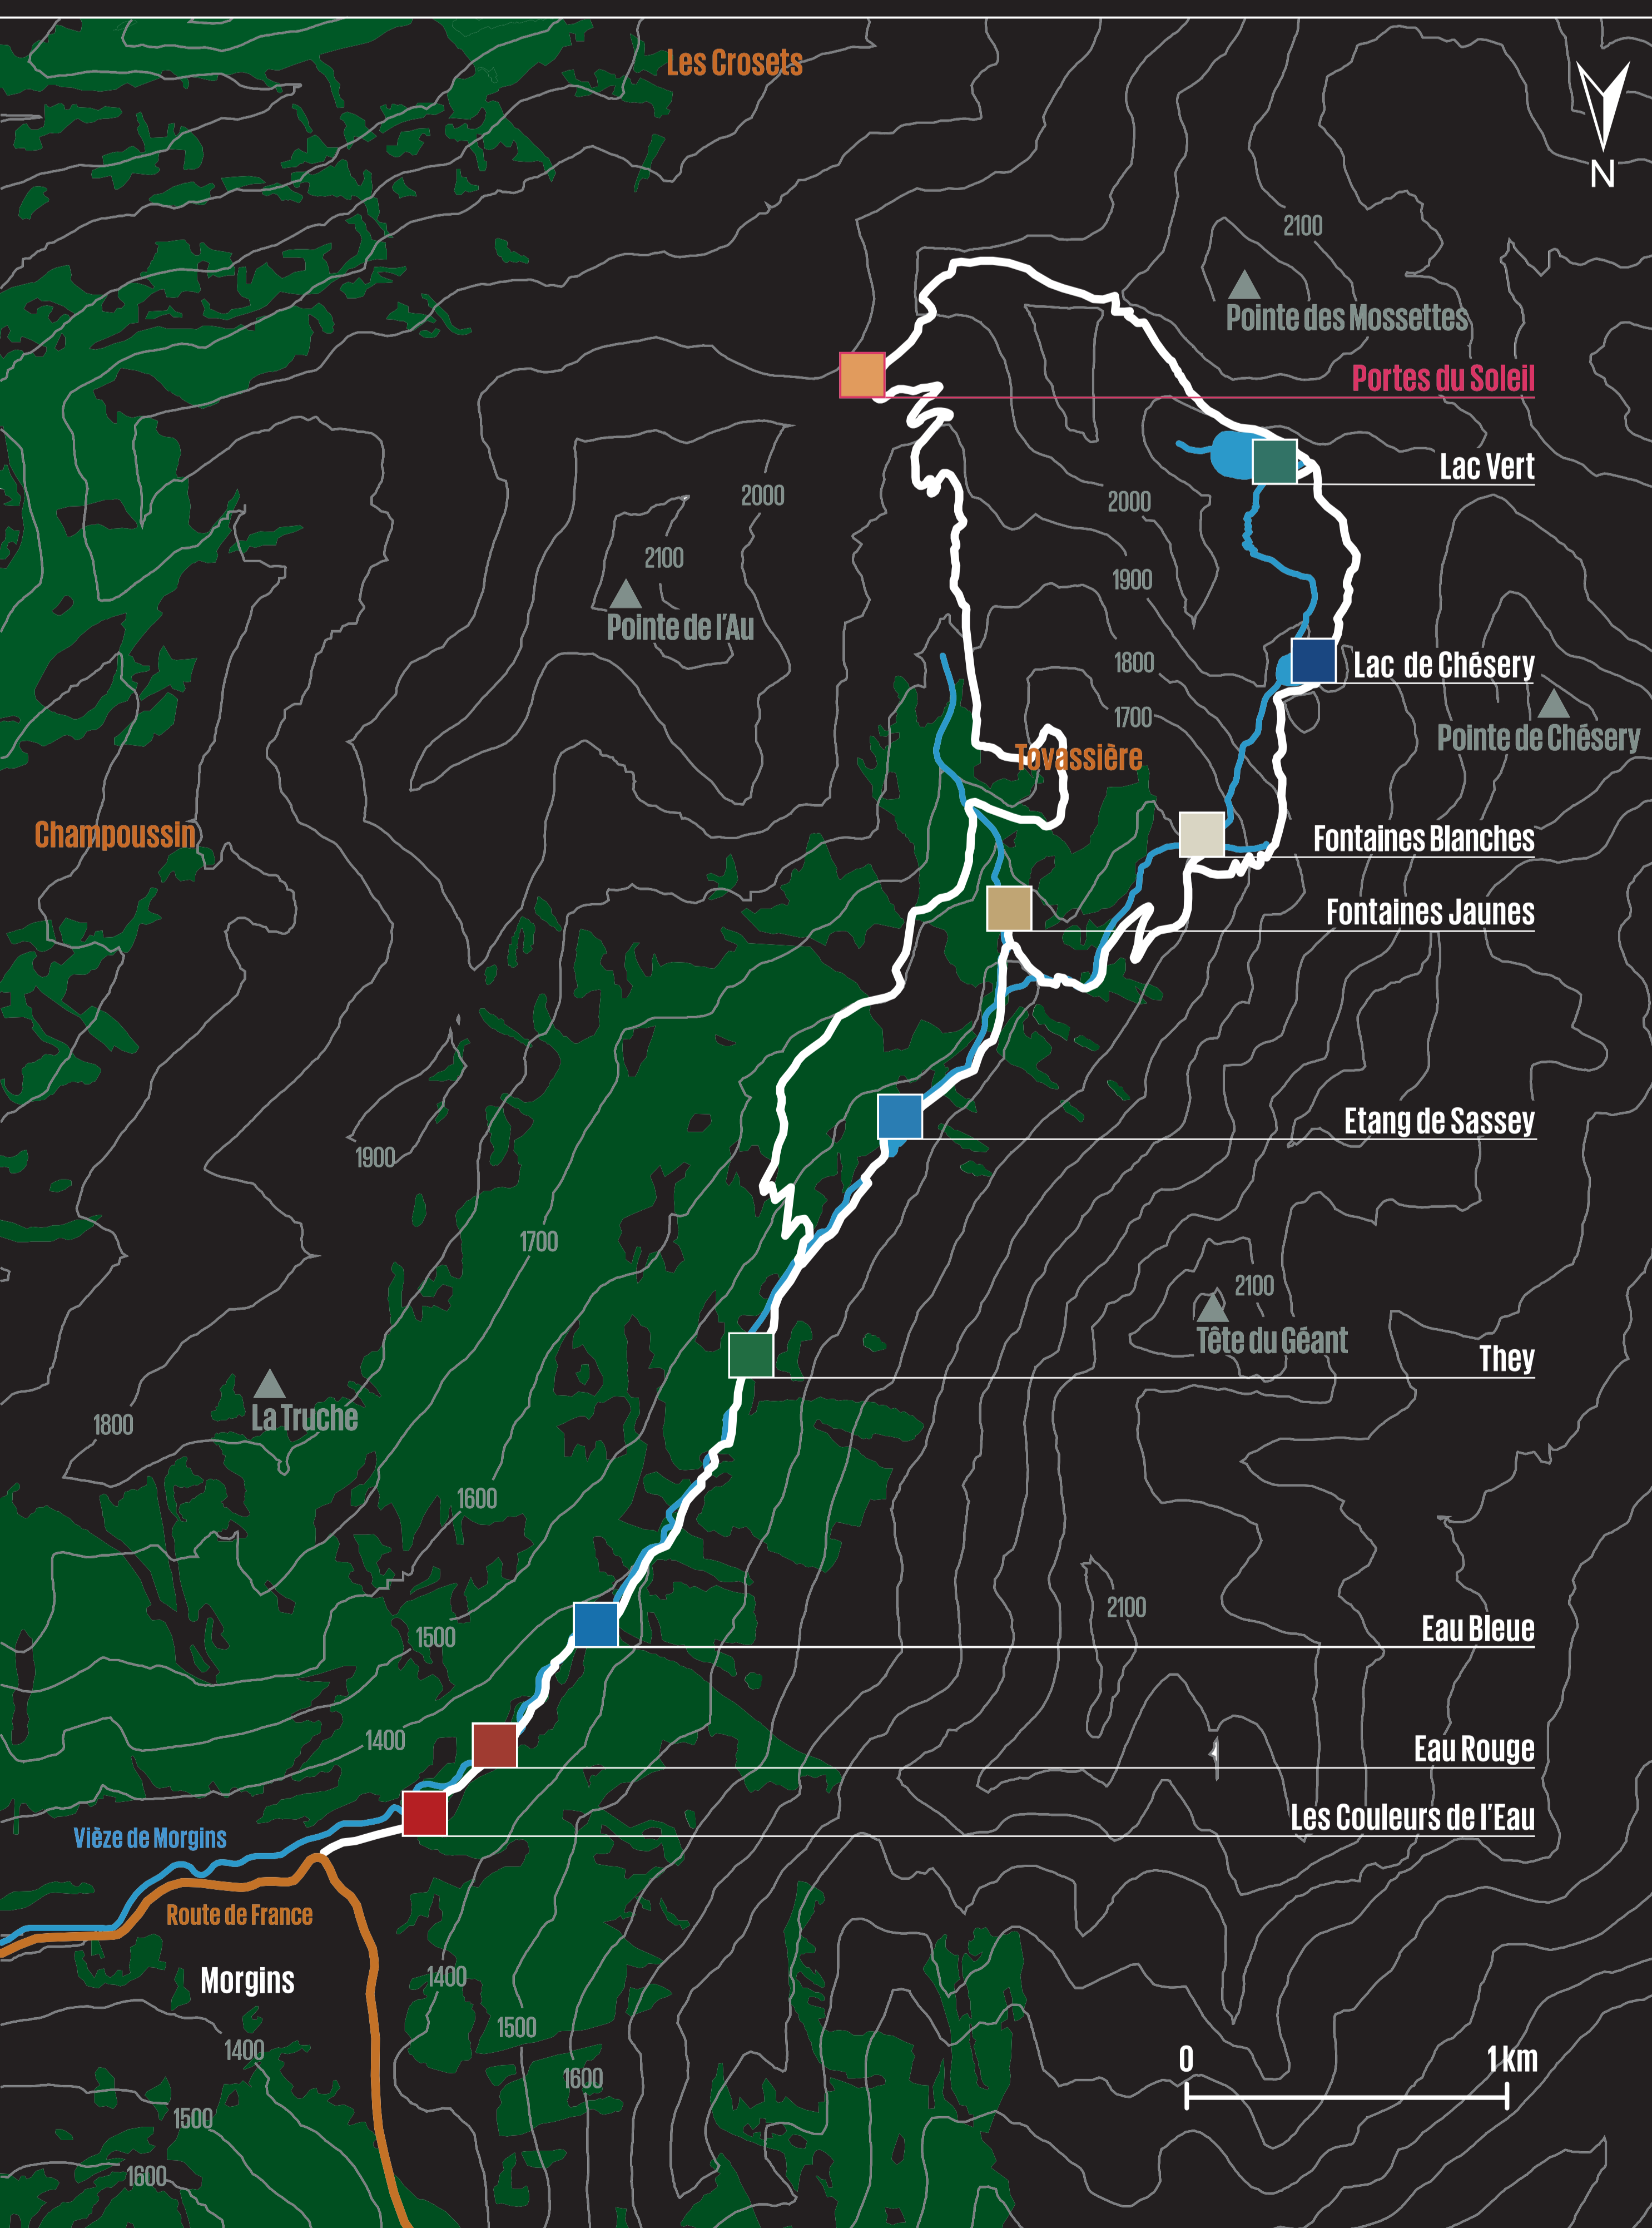 Les Crosets
N
2100
Pointe des Mossettes
Portes du Soleil
Lac Vert
2000
2000
2100
1900
Pointe de l'Au
1800
Lac de Chésery
1700
Pointe de Chésery
Tovassière
Champoussin
Fontaines Blanches
Fontaines Jaunes
Etang de Sassey
1900
1700
2100
Tête du Géant
They
La Truche
1800
1600
2100
1500
Eau Bleue
1400
Eau Rouge
Les Couleurs de l'Eau
Vièze de Morgins
Route de France
Morgins
1400
1500
1400
1600
0 1 km
1500
1600